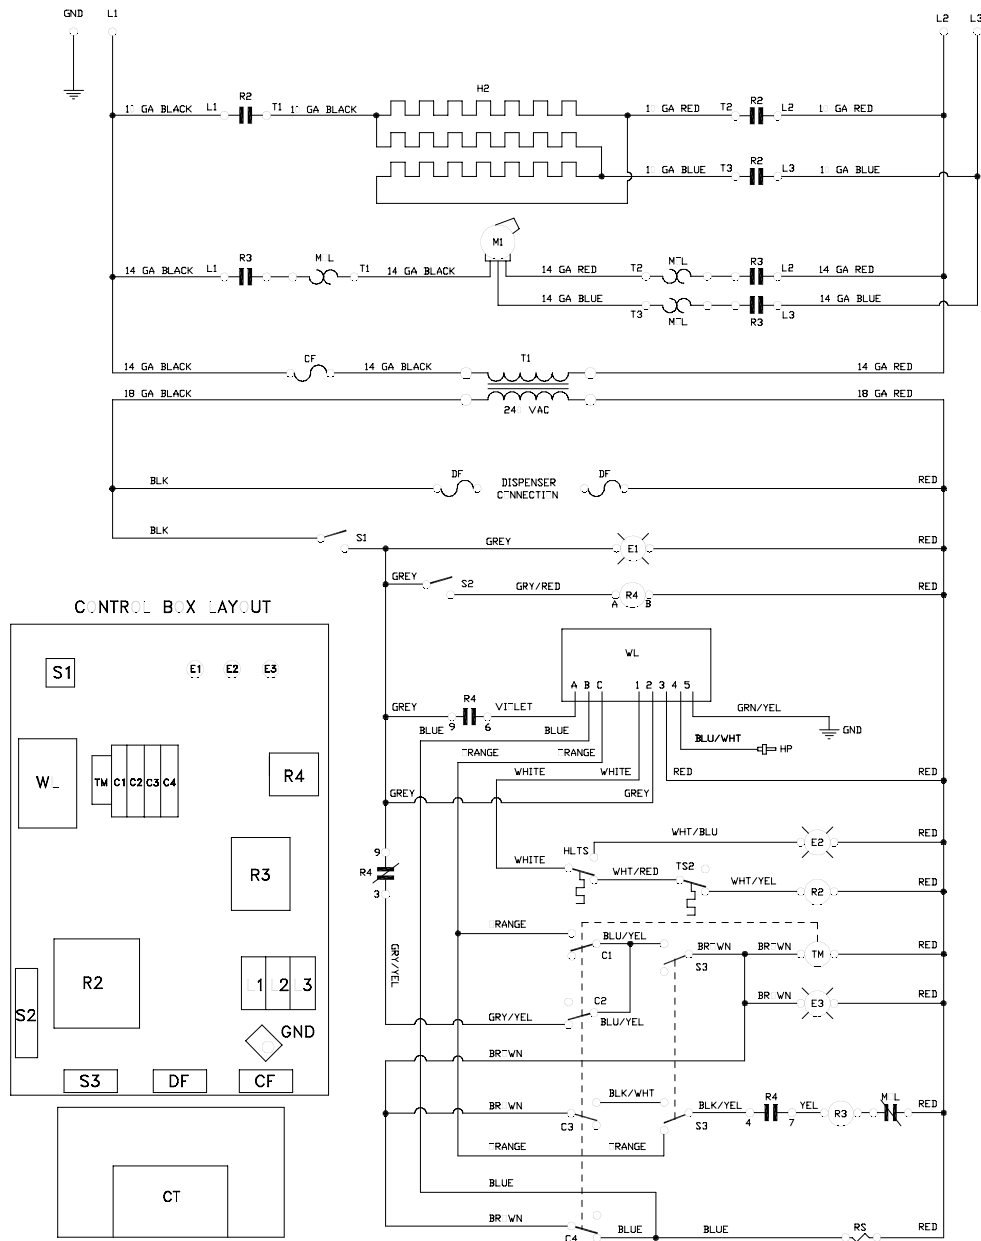 GND L1 L2 L3
H2
GA BLACK L1 R2 T1 GA BLACK GA RED T2 R2 L2 GA RED
GA BLUE T3 R2 L3 GA BLUE
M1
14 GA BLACK L1 R3 T1 14 GA BLACK 14 GA RED T2 R3 L2 14 GA RED
14 GA BLUE T3 R3 L3 14 GA BLUE
14 GA BLACK CF 14 GA BLACK T1 14 GA RED
18 GA BLACK VAC 18 GA RED
BLK DF DISPENSER DF RED
BLK S1 GREY E1 RED
GREY S2 GRY/RED A R4 B RED
WL
A B C 1 2 3 4 5
GREY 9 R4 6 GRN/YEL GND
BLUE BLUE BLU/WHT HP
WHITE WHITE RED RED
GREY GREY
WHT/BLU E2 RED
HLTS
9 R4 3
WHITE WHT/RED TS2 WHT/YEL R2 RED
BLU/YEL C1 S3 TM RED
GRY/YEL
E3 RED
GRY/YEL C2 BLU/YEL
BLK/WHT
C3 S3 BLK/YEL 4 R4 7 YEL R3 RED
BLUE
C4 BLUE BLUE RS RED
BOX
S1 E1 E2 E3
TM C1 C2 C3 C4 R4
R3
R2 L1 L2 L3
S2 GND
S3 DF CF
CT